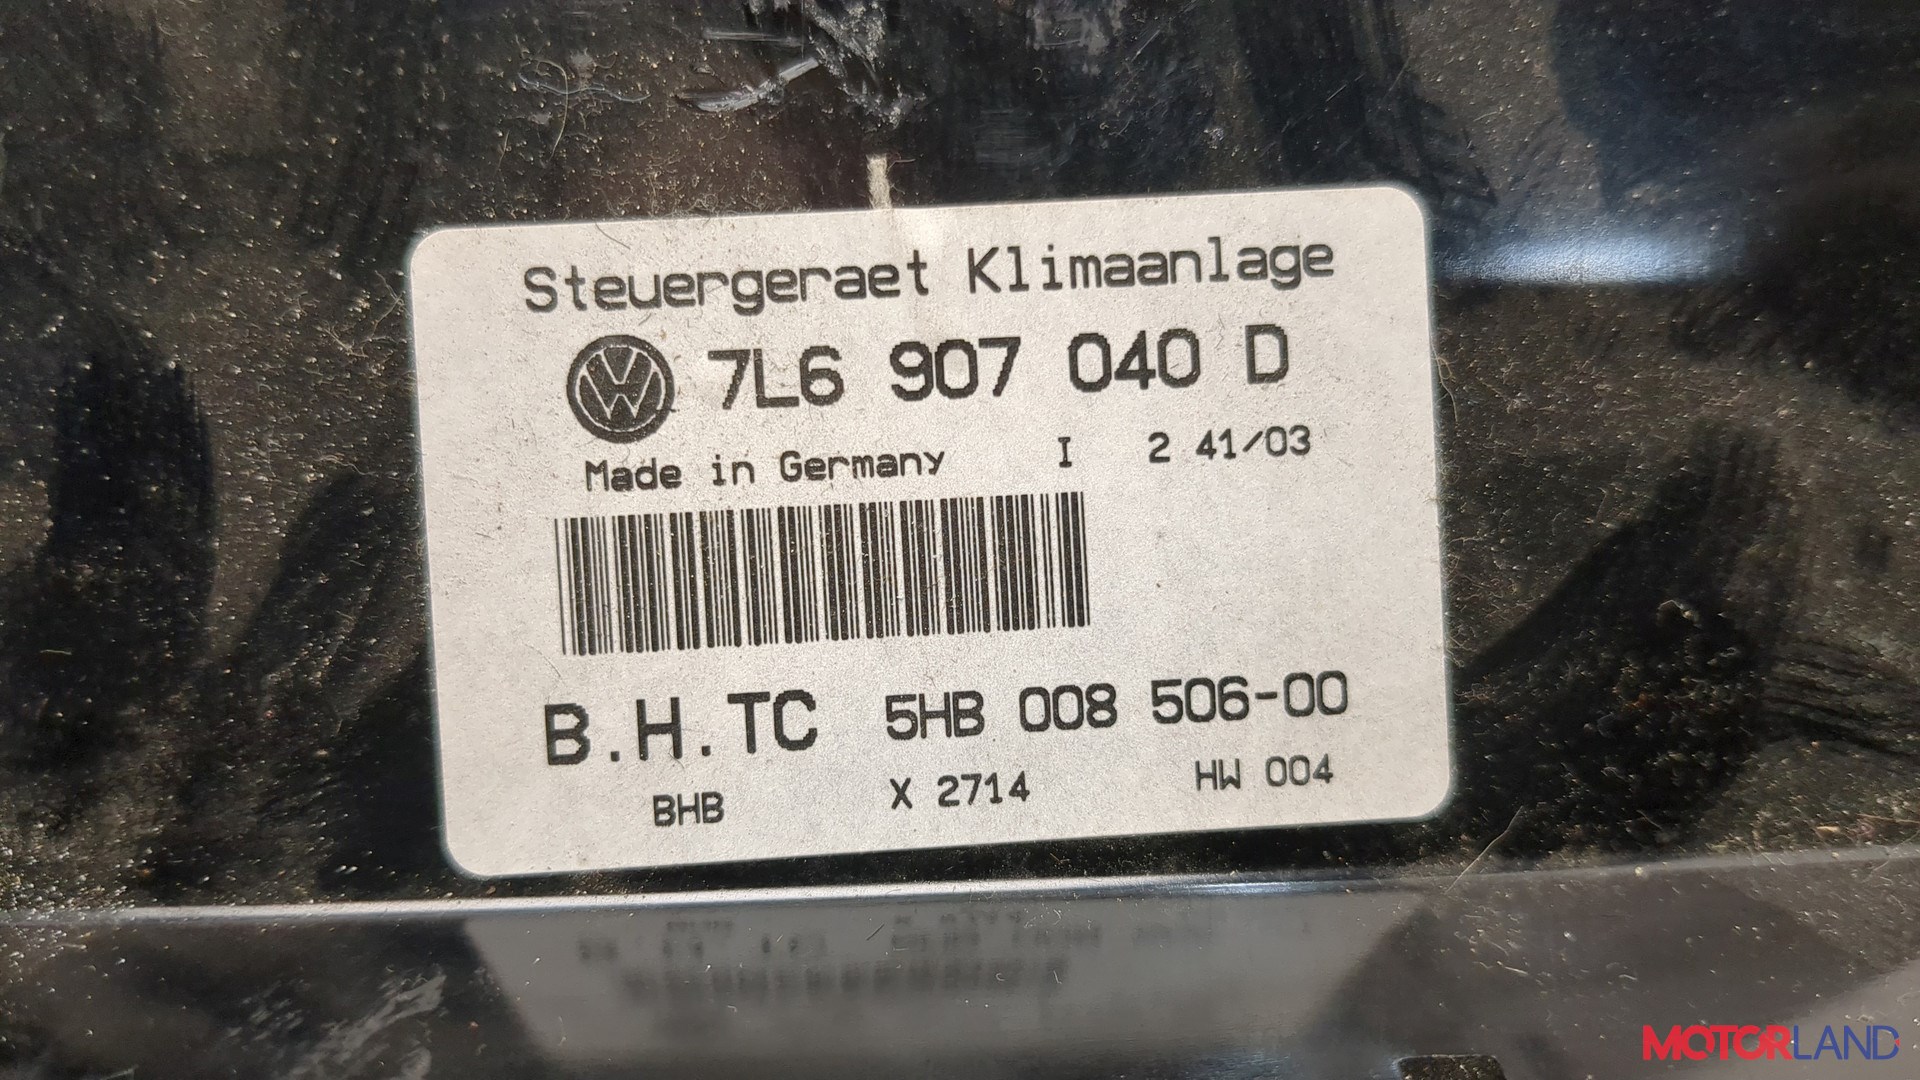 Steuergeraet Klimaanlage
7L6 907 040 D
Made in Germany I 2 41/03
B.H.TC 5HB 008 506-00
BHB X 2714 HW 004
MOTORLAND